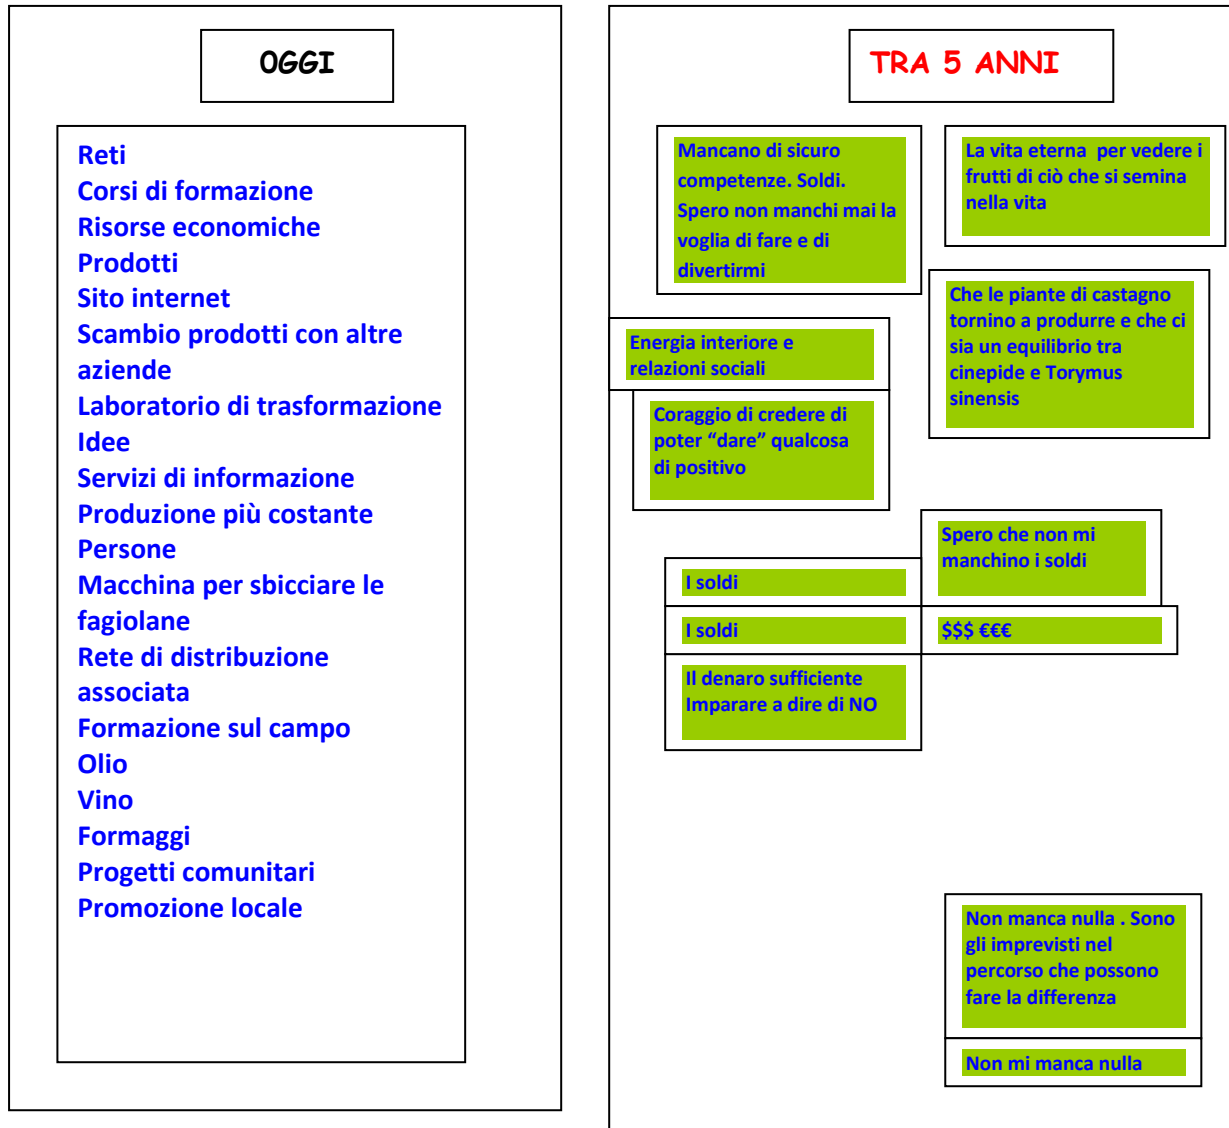 OGGI
Reti
Corsi di formazione
Risorse economiche
Prodotti
Sito internet
Scambio prodotti con altre
aziende
Laboratorio di trasformazione
Idee
Servizi di informazione
Produzione più costante
Persone
Macchina per sbicciare le
fagiolane
Rete di distribuzione
associata
Formazione sul campo
Olio
Vino
Formaggi
Progetti comunitari
Promozione locale
TRA 5 ANNI
Mancano di sicuro
competenze. Soldi.
Spero non manchi mai la
voglia di fare e di
divertirmi
La vita eterna per vedere i
frutti di ciò che si semina
nella vita
Che le piante di castagno
tornino a produrre e che ci
sia un equilibrio tra
cinepide e Torymus
sinensis
Energia interiore e
relazioni sociali
Coraggio di credere di
poter “dare” qualcosa
di positivo
Spero che non mi
manchino i soldi
I soldi
I soldi
$$$ €€€
Il denaro sufficiente
Imparare a dire di NO
Non manca nulla . Sono
gli imprevisti nel
percorso che possono
fare la differenza
Non mi manca nulla